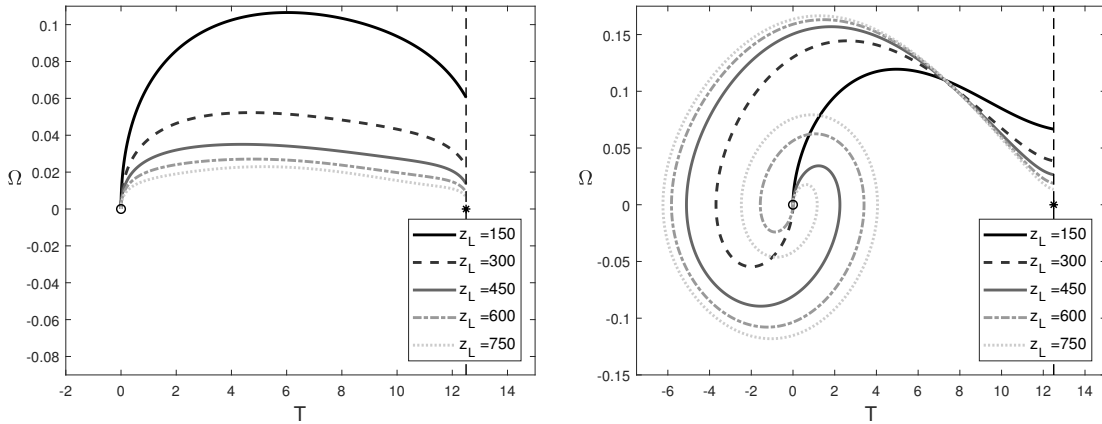 0.1
0.08
0.06
0.04
0.02
0
-0.02
-0.04
-0.06
-0.08
Ω
-2 0 2 4 6 8 10 12 14
T
z_L =150
z_L =300
z_L =450
z_L =600
z_L =750
0.15
0.1
0.05
0
-0.05
-0.1
-0.15
Ω
-6 -4 -2 0 2 4 6 8 10 12 14
T
z_L =150
z_L =300
z_L =450
z_L =600
z_L =750